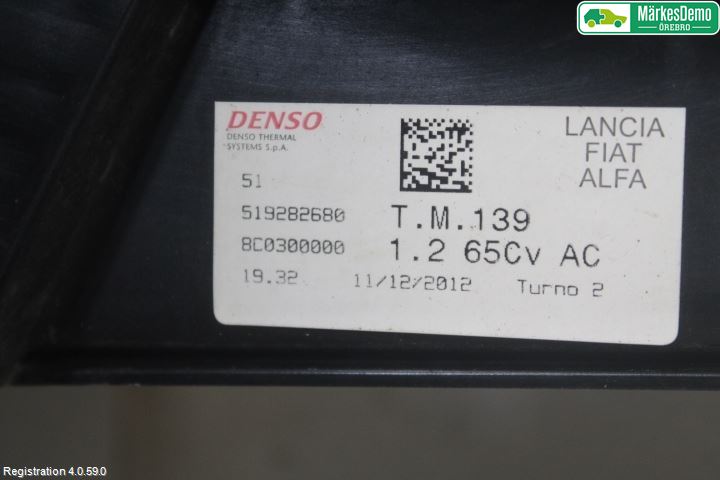 MärkesDemo
ÖREBRO
DENSO
DENSO THERMAL
SYSTEMS S.p.A.
LANCIA
FIAT
ALFA
51
519282680
T.M.139
8C0300000
1.2 65Cv AC
19.32 11/12/2012 Turno 2
Registration 4.0.59.0